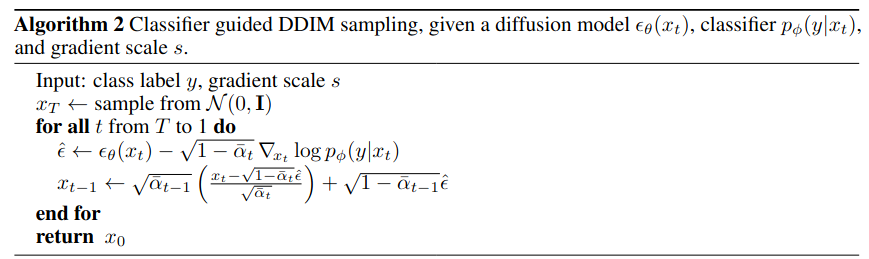 Algorithm 2 Classifier guided DDIM sampling, given a diffusion model $\epsilon_\theta(x_t)$, classifier $p_\phi(y|x_t)$,
and gradient scale $s$.
Input: class label $y$, gradient scale $s$
$x_T \leftarrow$ sample from $\mathcal{N}(0, \mathbf{I})$
for all $t$ from $T$ to 1 do
$\hat{\epsilon} \leftarrow \epsilon_\theta(x_t) - \sqrt{1 - \bar{\alpha}_t} \nabla_{x_t} \log p_\phi(y|x_t)$
$x_{t-1} \leftarrow \sqrt{\bar{\alpha}_{t-1}} \left( \frac{x_t - \sqrt{1 - \bar{\alpha}_t} \hat{\epsilon}}{\sqrt{\bar{\alpha}_t}} \right) + \sqrt{1 - \bar{\alpha}_{t-1}} \hat{\epsilon}$
end for
return $x_0$